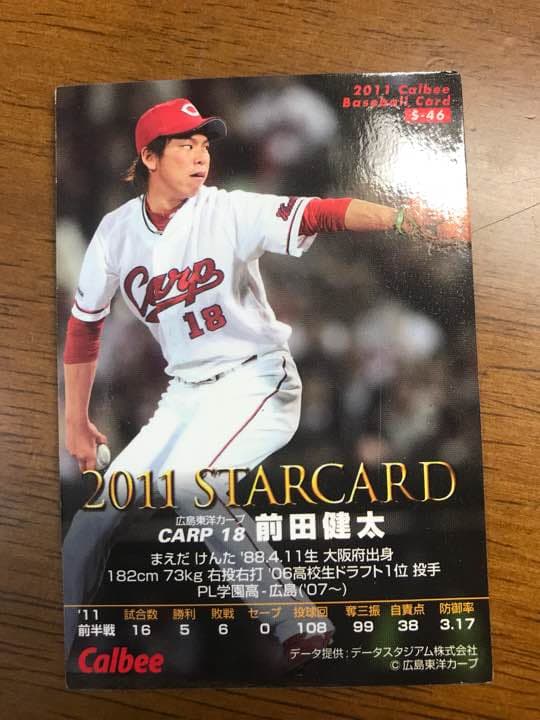 2011 Calbee
Baseball Card
S-46
Carp
18
2011 STARCARD
広島東洋カープ
CARP 18 前田健太
まえだ けんた '88.4.11生 大阪府出身
182cm 73kg 右投右打 '06高校生ドラフト1位 投手
PL学園高-広島('07〜)
'11 試合数 勝利 敗戦 セーブ 投球回 奪三振 自責点 防御率
前半戦 16 5 6 0 108 99 38 3.17
Calbee
データ提供:データスタジアム株式会社
©広島東洋カープ